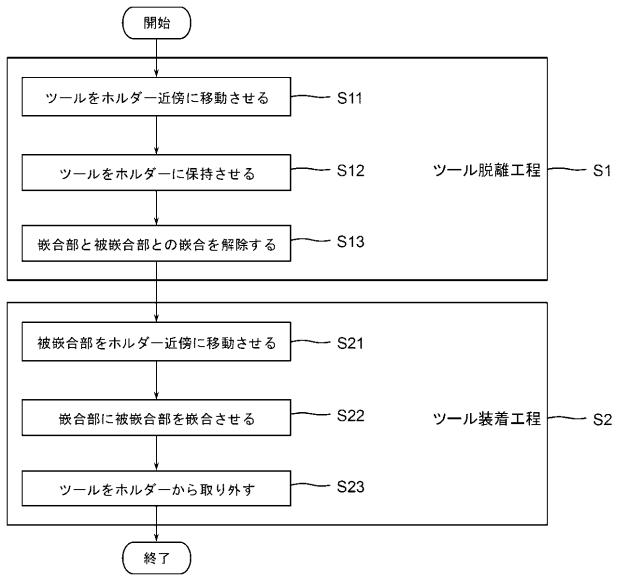 開始
ツールをホルダー近傍に移動させる
S11
ツールをホルダーに保持させる
S12
ツール脱離工程
S1
嵌合部と被嵌合部との嵌合を解除する
S13
被嵌合部をホルダー近傍に移動させる
S21
嵌合部に被嵌合部を嵌合させる
S22
ツール装着工程
S2
ツールをホルダーから取り外す
S23
終了